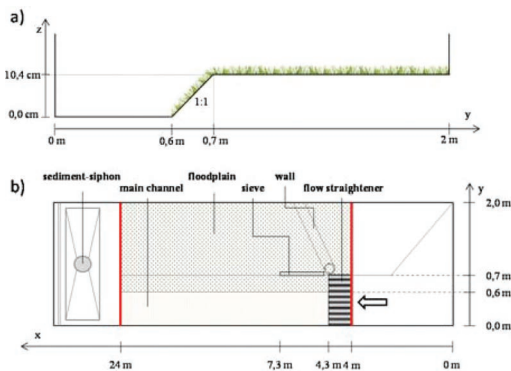 a)
z
10,4 cm
1:1
0,0 cm
y
0 m
0,6 m
0,7 m
2 m
b)
sediment-siphon
main channel
floodplain
sieve
wall
flow straightener
y
2,0 m
0,7 m
0,6 m
0,0 m
x
24 m
7,3 m
4,3 m
4 m
0 m